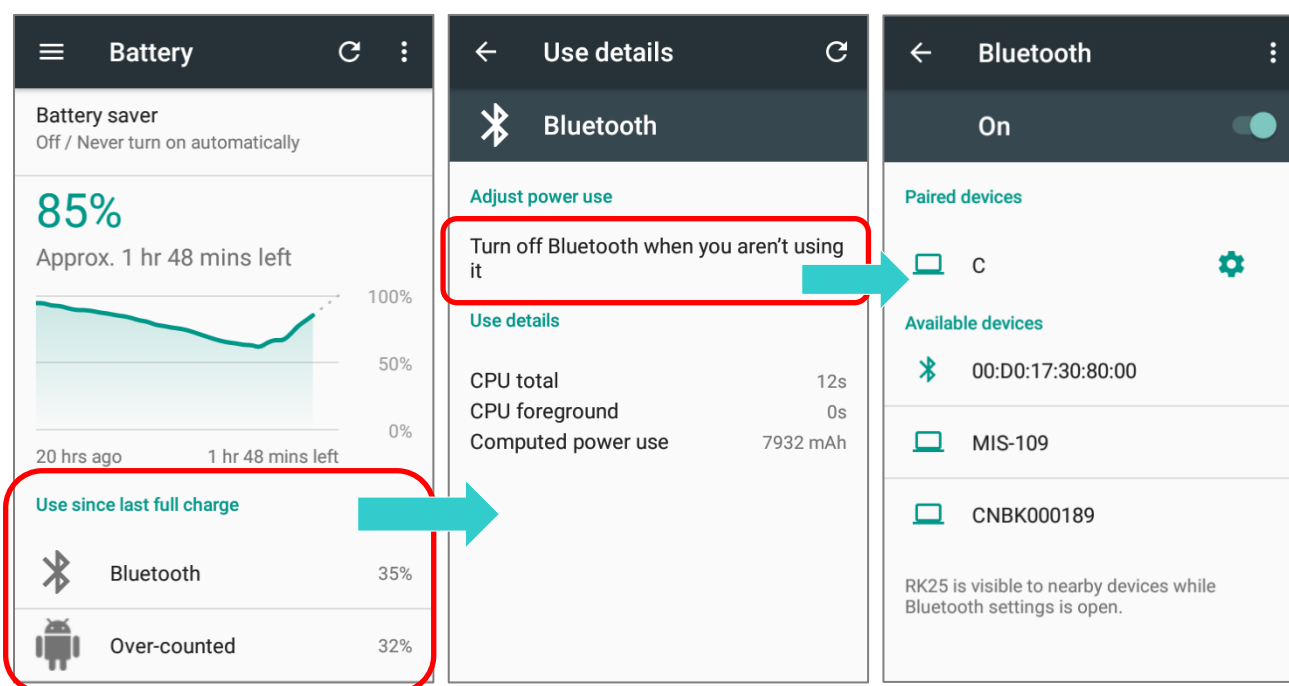 Battery
Battery saver
Off / Never turn on automatically
85%
Approx. 1 hr 48 mins left
100%
50%
0%
20 hrs ago 1 hr 48 mins left
Use since last full charge
Bluetooth 35%
Over-counted 32%
Use details
Bluetooth
Adjust power use
Turn off Bluetooth when you aren't using
it
Use details
CPU total 12s
CPU foreground 0s
Computed power use 7932 mAh
Bluetooth
On
Paired devices
C
Available devices
00:D0:17:30:80:00
MIS-109
CNBK000189
RK25 is visible to nearby devices while
Bluetooth settings is open.